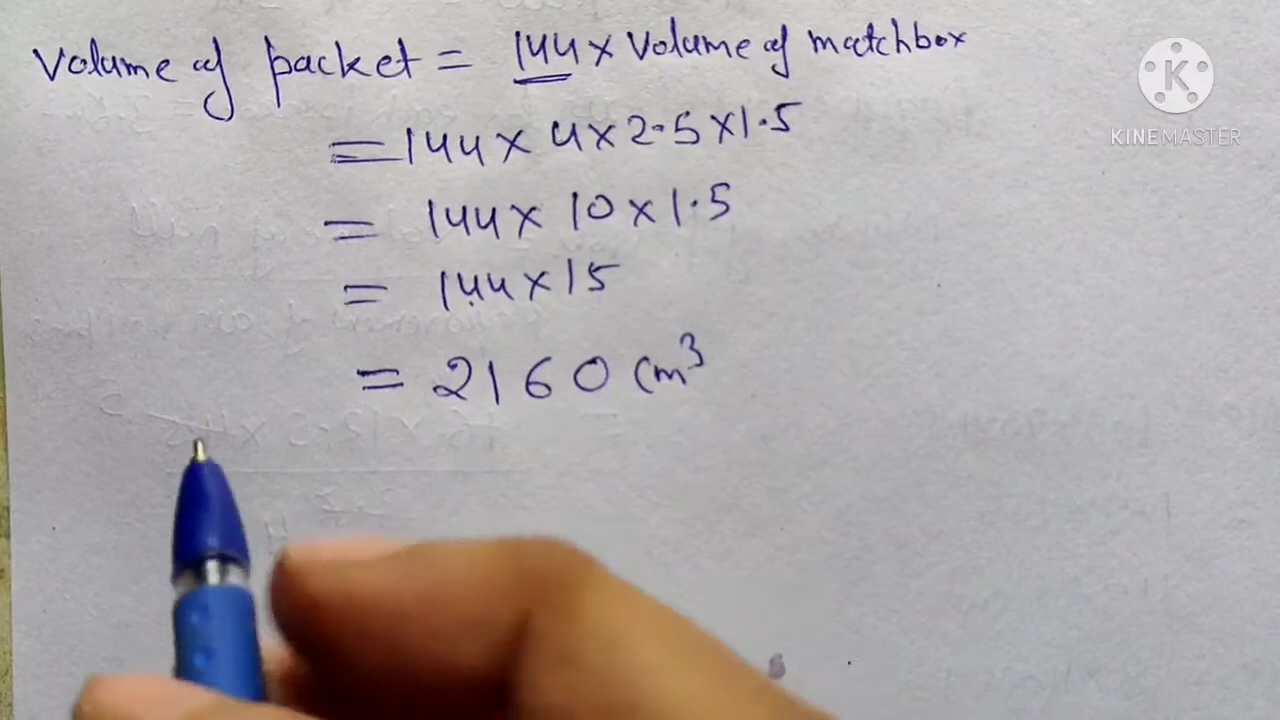 Volume of packet = 144 × Volume of matchbox
= 144 × 4 × 2.5 × 1.5
= 144 × 10 × 1.5
= 144 × 15
= 2160 cm³
K
KINEMASTER